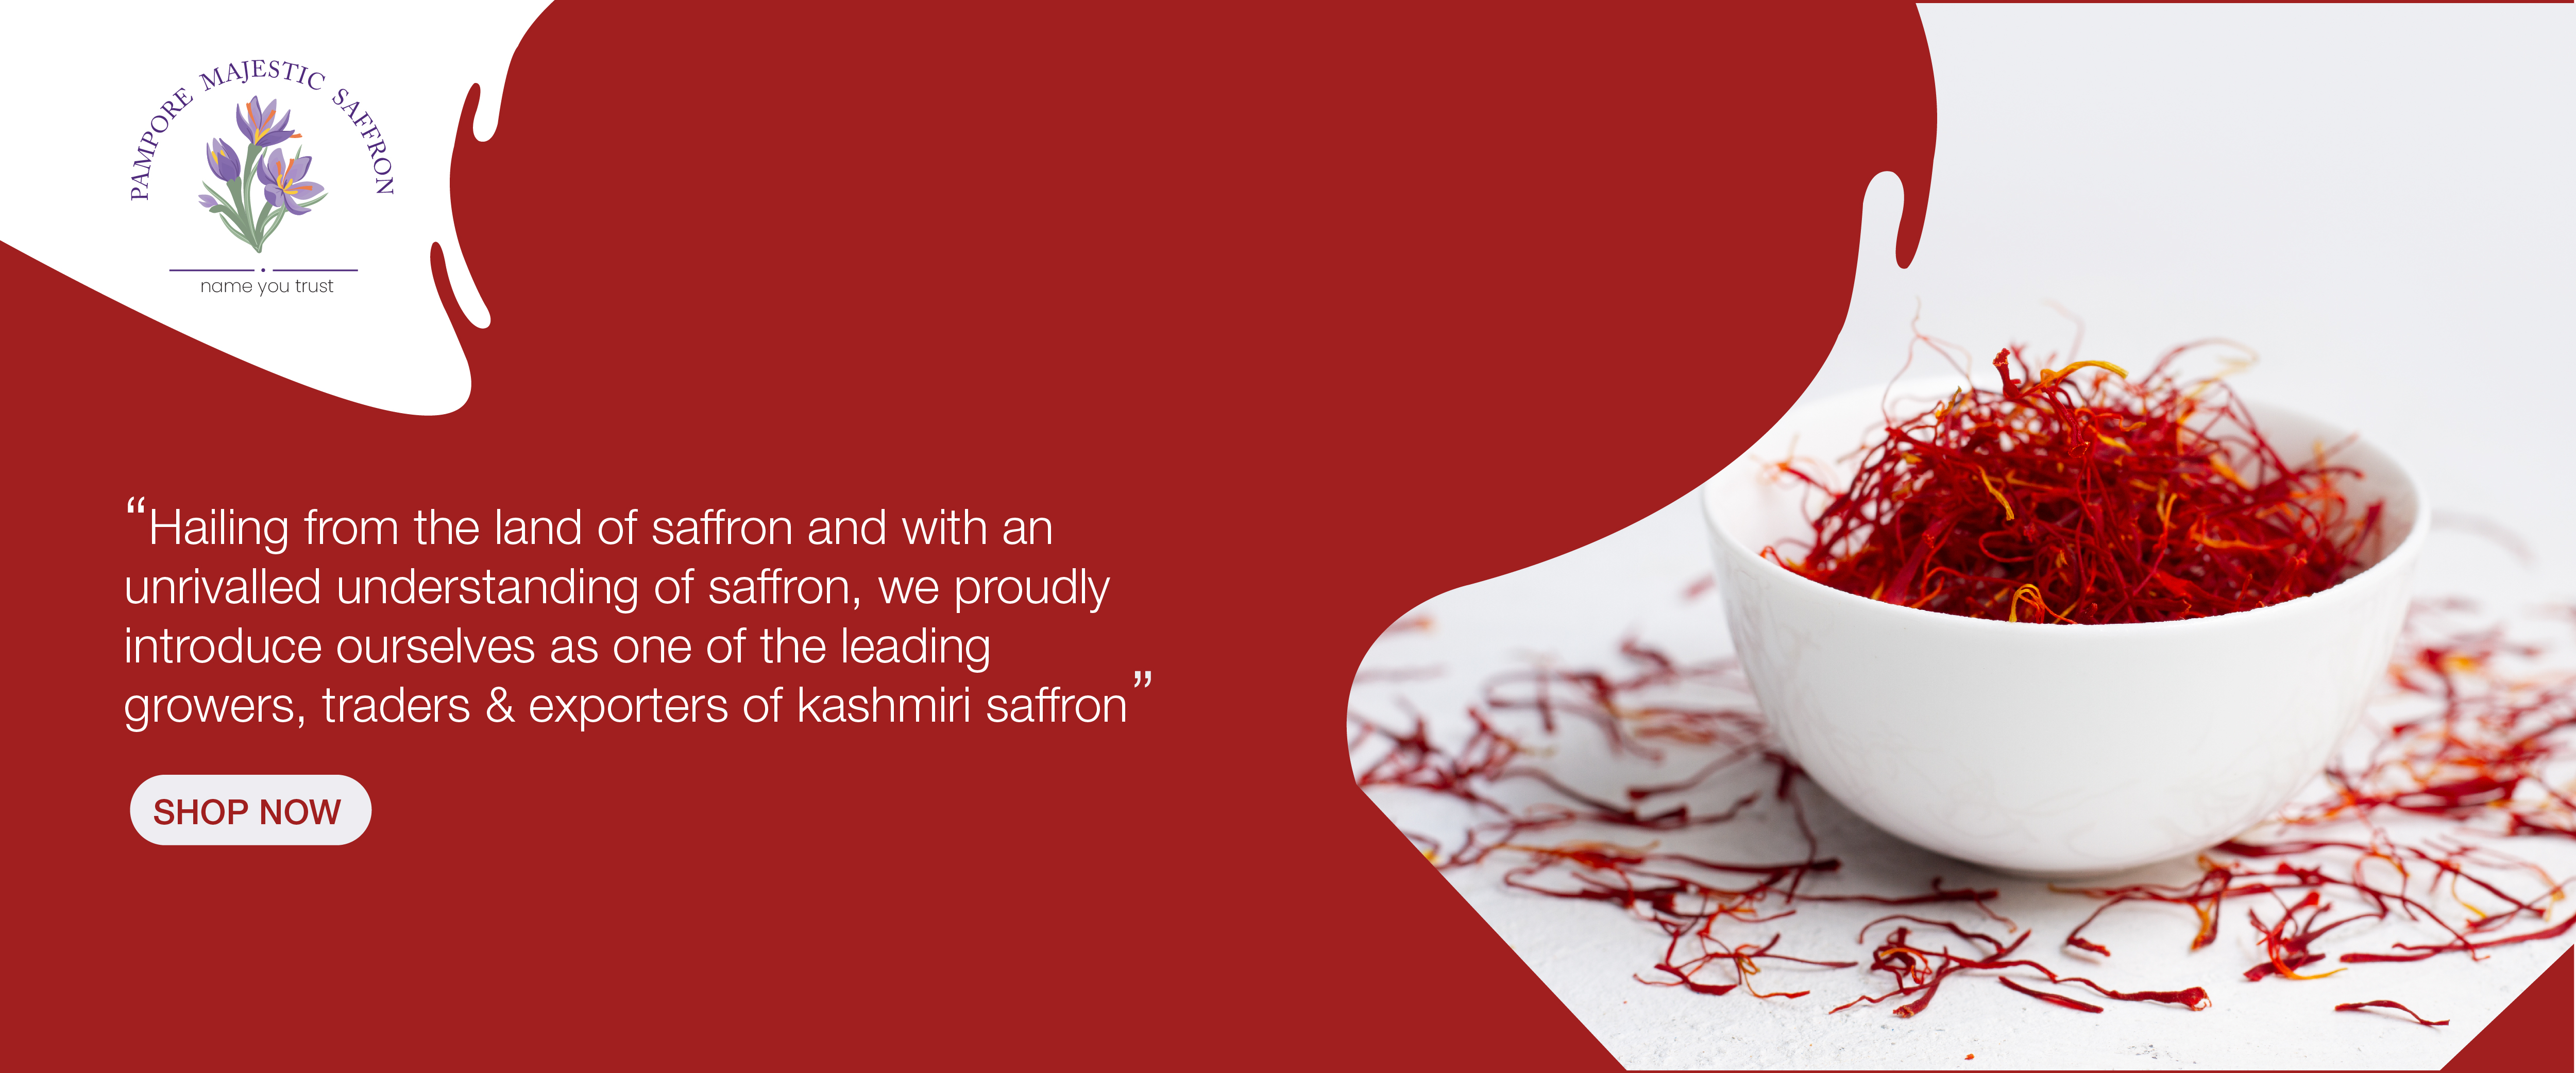 PAMPORE MAJESTIC SAFFRON
name you trust
“Hailing from the land of saffron and with an
unrivalled understanding of saffron, we proudly
introduce ourselves as one of the leading
growers, traders & exporters of kashmiri saffron”
SHOP NOW